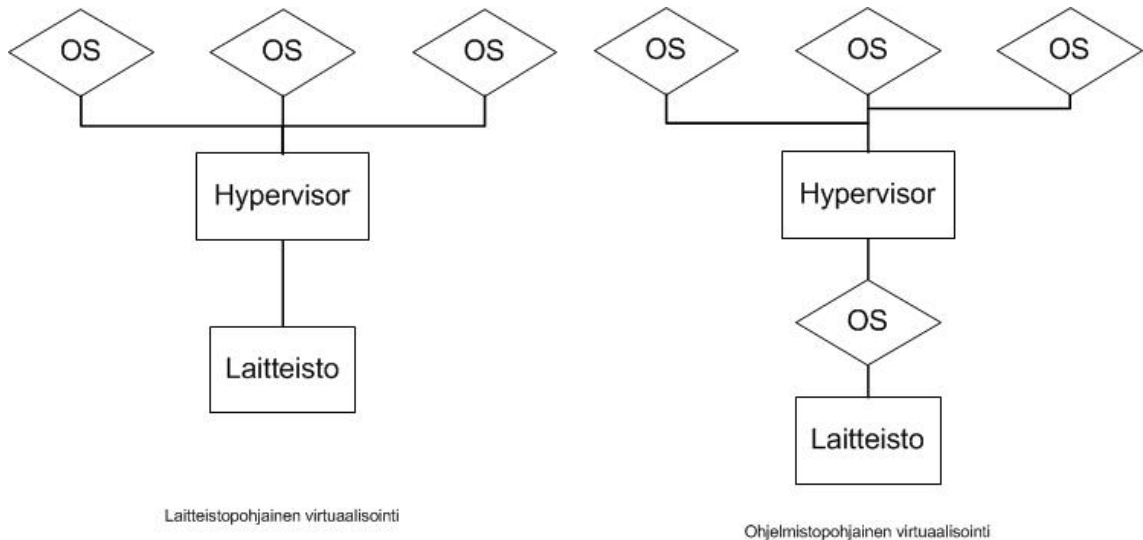 OS
OS
OS
Hypervisor
Laitteisto
Laitteistopohjainen virtuaalisointi
OS
OS
OS
Hypervisor
OS
Laitteisto
Ohjelmistopohjainen virtuaalisointi